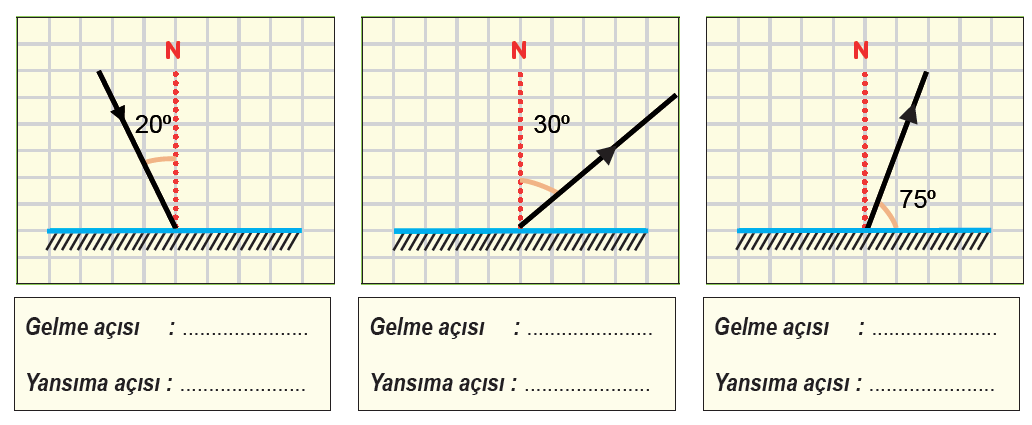 N
20º
N
30º
N
75º
Gelme açısı : ......................
Yansıma açısı : ......................
Gelme açısı : ......................
Yansıma açısı : ......................
Gelme açısı : ......................
Yansıma açısı : ......................